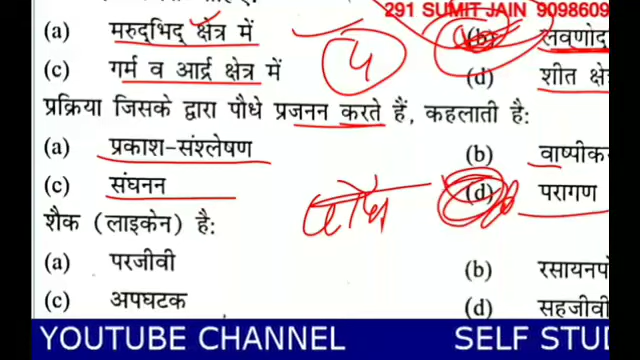 291 SUMIT JAIN 9098609
(a) मरुद्भिद् क्षेत्र में (b) लवणोद
(c) गर्म व आर्द्र क्षेत्र में (d) शीत क्षे
प्रक्रिया जिसके द्वारा पौधे प्रजनन करते हैं, कहलाती है:
(a) प्रकाश-संश्लेषण (b) वाष्पीक
(c) संघनन (d) परागण
शैक (लाइकेन) है:
(a) परजीवी (b) रसायनपो
(c) अपघटक (d) सहजीवी
YOUTUBE CHANNEL SELF STUD